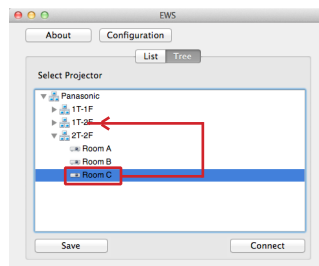 EWS
About Configuration
List Tree
Select Projector
Panasonic
1T-1F
1T-2F
2T-2F
Room A
Room B
Room C
Save Connect